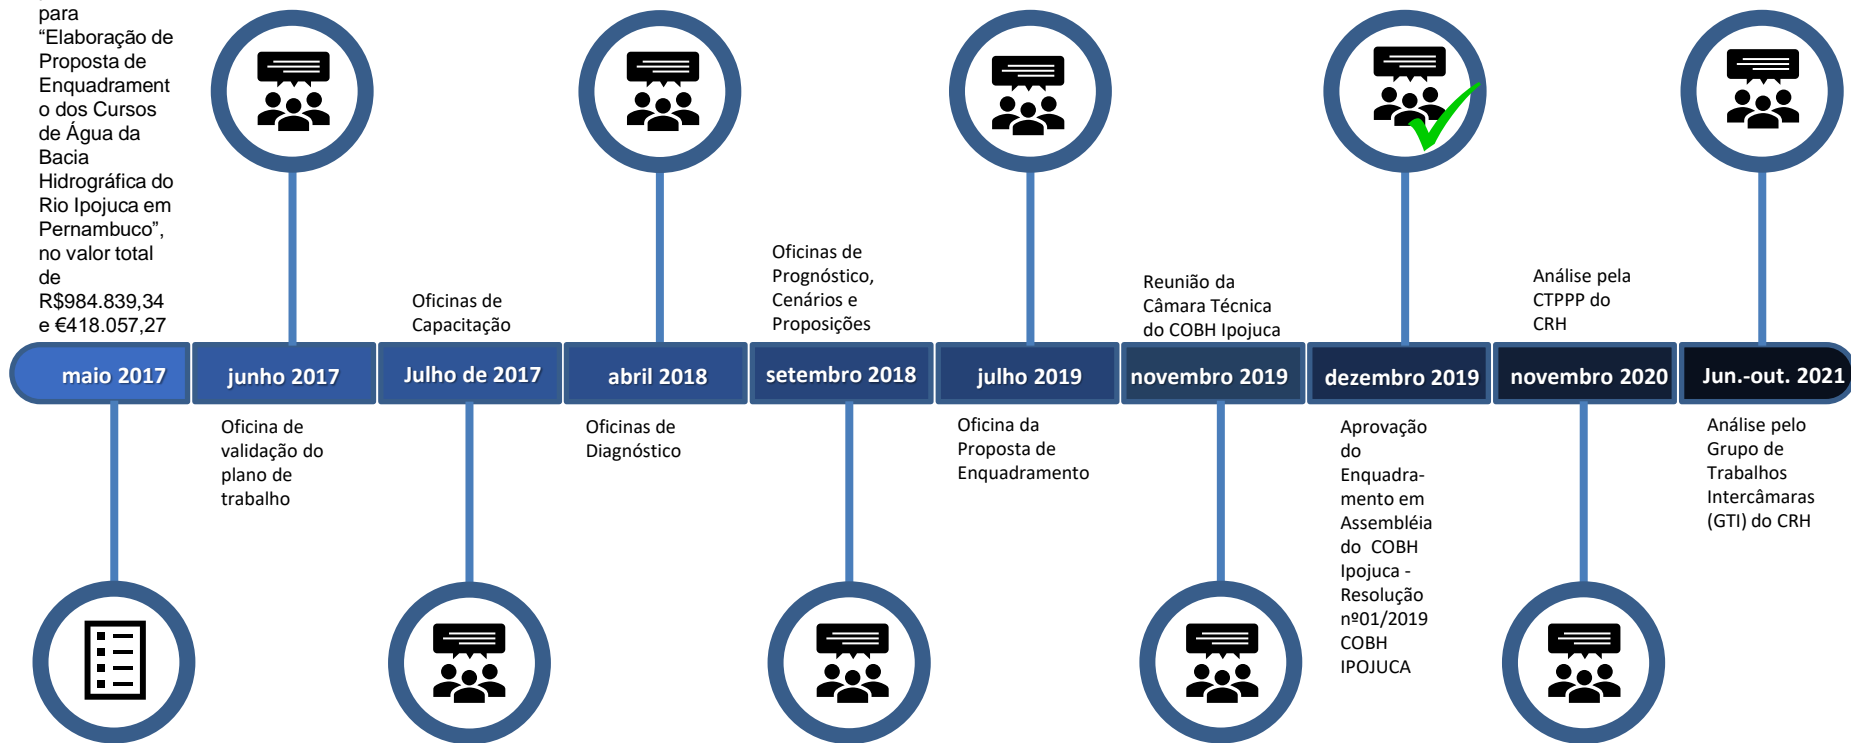 para
“Elaboração de
Proposta de
Enquadrament
o dos Cursos
de Água da
Bacia
Hidrográfica do
Rio Ipojuca em
Pernambuco”,
no valor total
de
R$984.839,34
e €418.057,27
Oficinas de
Capacitação
Oficinas de
Prognóstico,
Cenários e
Proposições
Reunião da
Câmara Técnica
do COBH Ipojuca
Análise pela
CTPPP do
CRH
maio 2017
junho 2017
Julho de 2017
abril 2018
setembro 2018
julho 2019
novembro 2019
dezembro 2019
novembro 2020
Jun.-out. 2021
Oficina de
validação do
plano de
trabalho
Oficinas de
Diagnóstico
Oficina da
Proposta de
Enquadramento
Aprovação
do
Enquadra-
mento em
Assembléia
do COBH
Ipojuca -
Resolução
nº01/2019
COBH
IPOJUCA
Análise pelo
Grupo de
Trabalhos
Intercâmaras
(GTI) do CRH